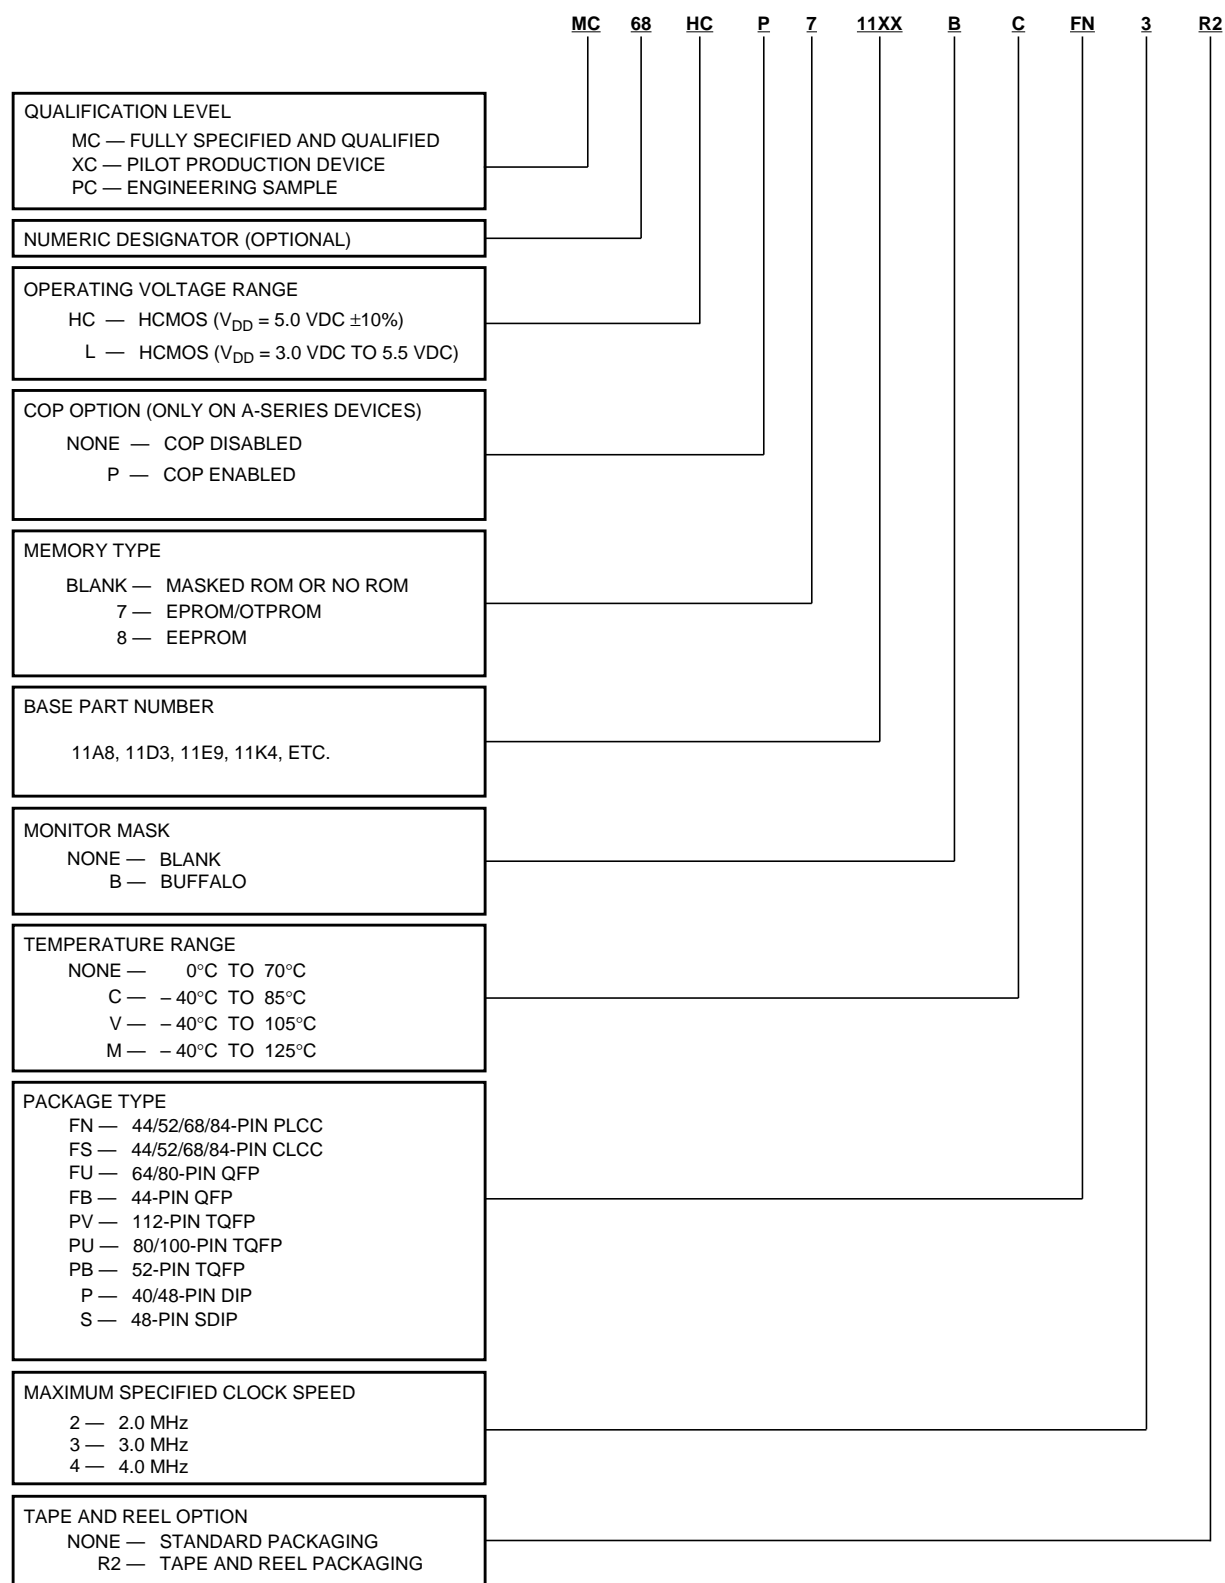 MC 68 HC P 7 11XX B C FN 3 R2
QUALIFICATION LEVEL
MC — FULLY SPECIFIED AND QUALIFIED
XC — PILOT PRODUCTION DEVICE
PC — ENGINEERING SAMPLE
NUMERIC DESIGNATOR (OPTIONAL)
OPERATING VOLTAGE RANGE
HC — HCMOS (VDD = 5.0 VDC ±10%)
L — HCMOS (VDD = 3.0 VDC TO 5.5 VDC)
COP OPTION (ONLY ON A-SERIES DEVICES)
NONE — COP DISABLED
P — COP ENABLED
MEMORY TYPE
BLANK — MASKED ROM OR NO ROM
7 — EPROM/OTPROM
8 — EEPROM
BASE PART NUMBER
11A8, 11D3, 11E9, 11K4, ETC.
MONITOR MASK
NONE — BLANK
B — BUFFALO
TEMPERATURE RANGE
NONE — 0°C TO 70°C
C — – 40°C TO 85°C
V — – 40°C TO 105°C
M — – 40°C TO 125°C
PACKAGE TYPE
FN — 44/52/68/84-PIN PLCC
FS — 44/52/68/84-PIN CLCC
FU — 64/80-PIN QFP
FB — 44-PIN QFP
PV — 112-PIN TQFP
PU — 80/100-PIN TQFP
PB — 52-PIN TQFP
P — 40/48-PIN DIP
S — 48-PIN SDIP
MAXIMUM SPECIFIED CLOCK SPEED
2 — 2.0 MHz
3 — 3.0 MHz
4 — 4.0 MHz
TAPE AND REEL OPTION
NONE — STANDARD PACKAGING
R2 — TAPE AND REEL PACKAGING